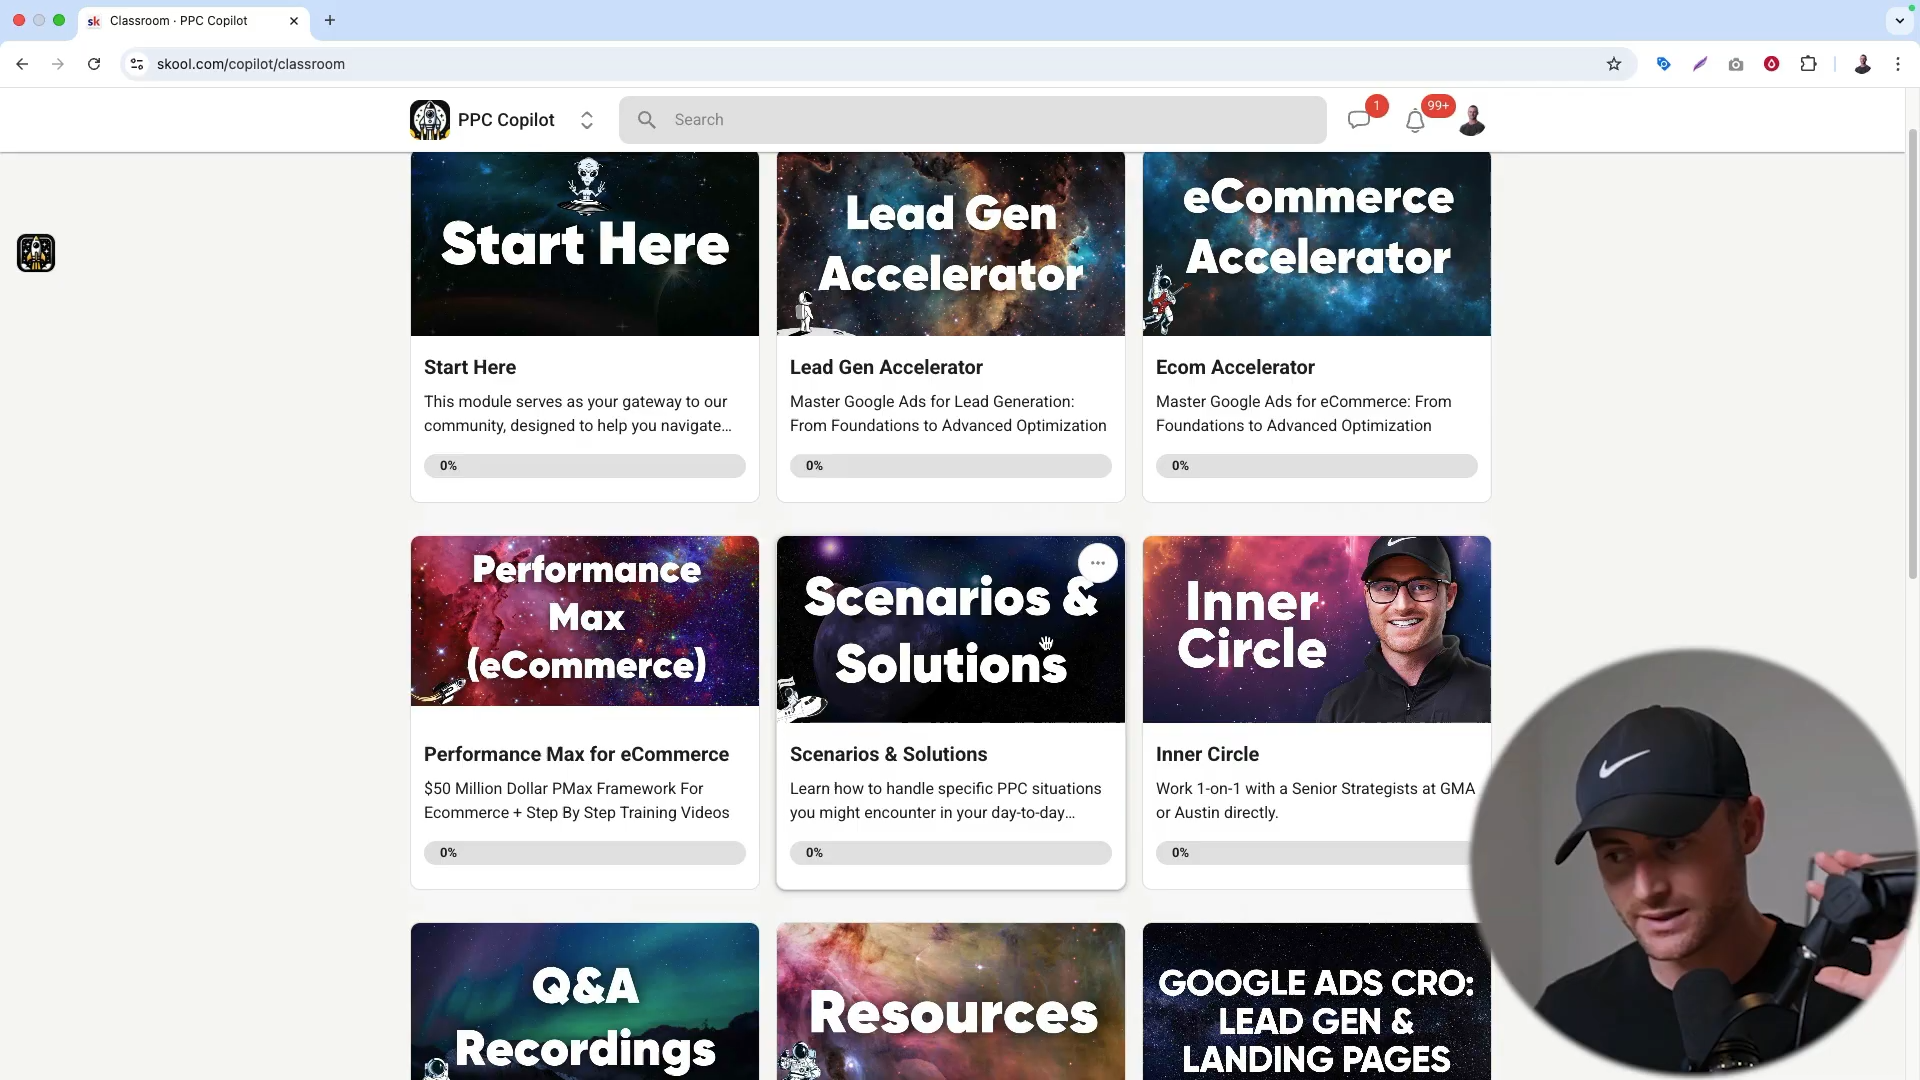 sk Classroom · PPC Copilot
skool.com/copilot/classroom
PPC Copilot
Search
1
99+
Start Here
Lead Gen
Accelerator
eCommerce
Accelerator
Start Here
This module serves as your gateway to our
community, designed to help you navigate…
0%
Lead Gen Accelerator
Master Google Ads for Lead Generation:
From Foundations to Advanced Optimization
0%
Ecom Accelerator
Master Google Ads for eCommerce: From
Foundations to Advanced Optimization
0%
Performance
Max
(eCommerce)
Scenarios &
Solutions
Inner
Circle
Performance Max for eCommerce
$50 Million Dollar PMax Framework For
Ecommerce + Step By Step Training Videos
0%
Scenarios & Solutions
Learn how to handle specific PPC situations
you might encounter in your day-to-day…
0%
Inner Circle
Work 1-on-1 with a Senior Strategists at GMA
or Austin directly.
0%
Q&A
Recordings
Resources
GOOGLE ADS CRO:
LEAD GEN &
LANDING PAGES